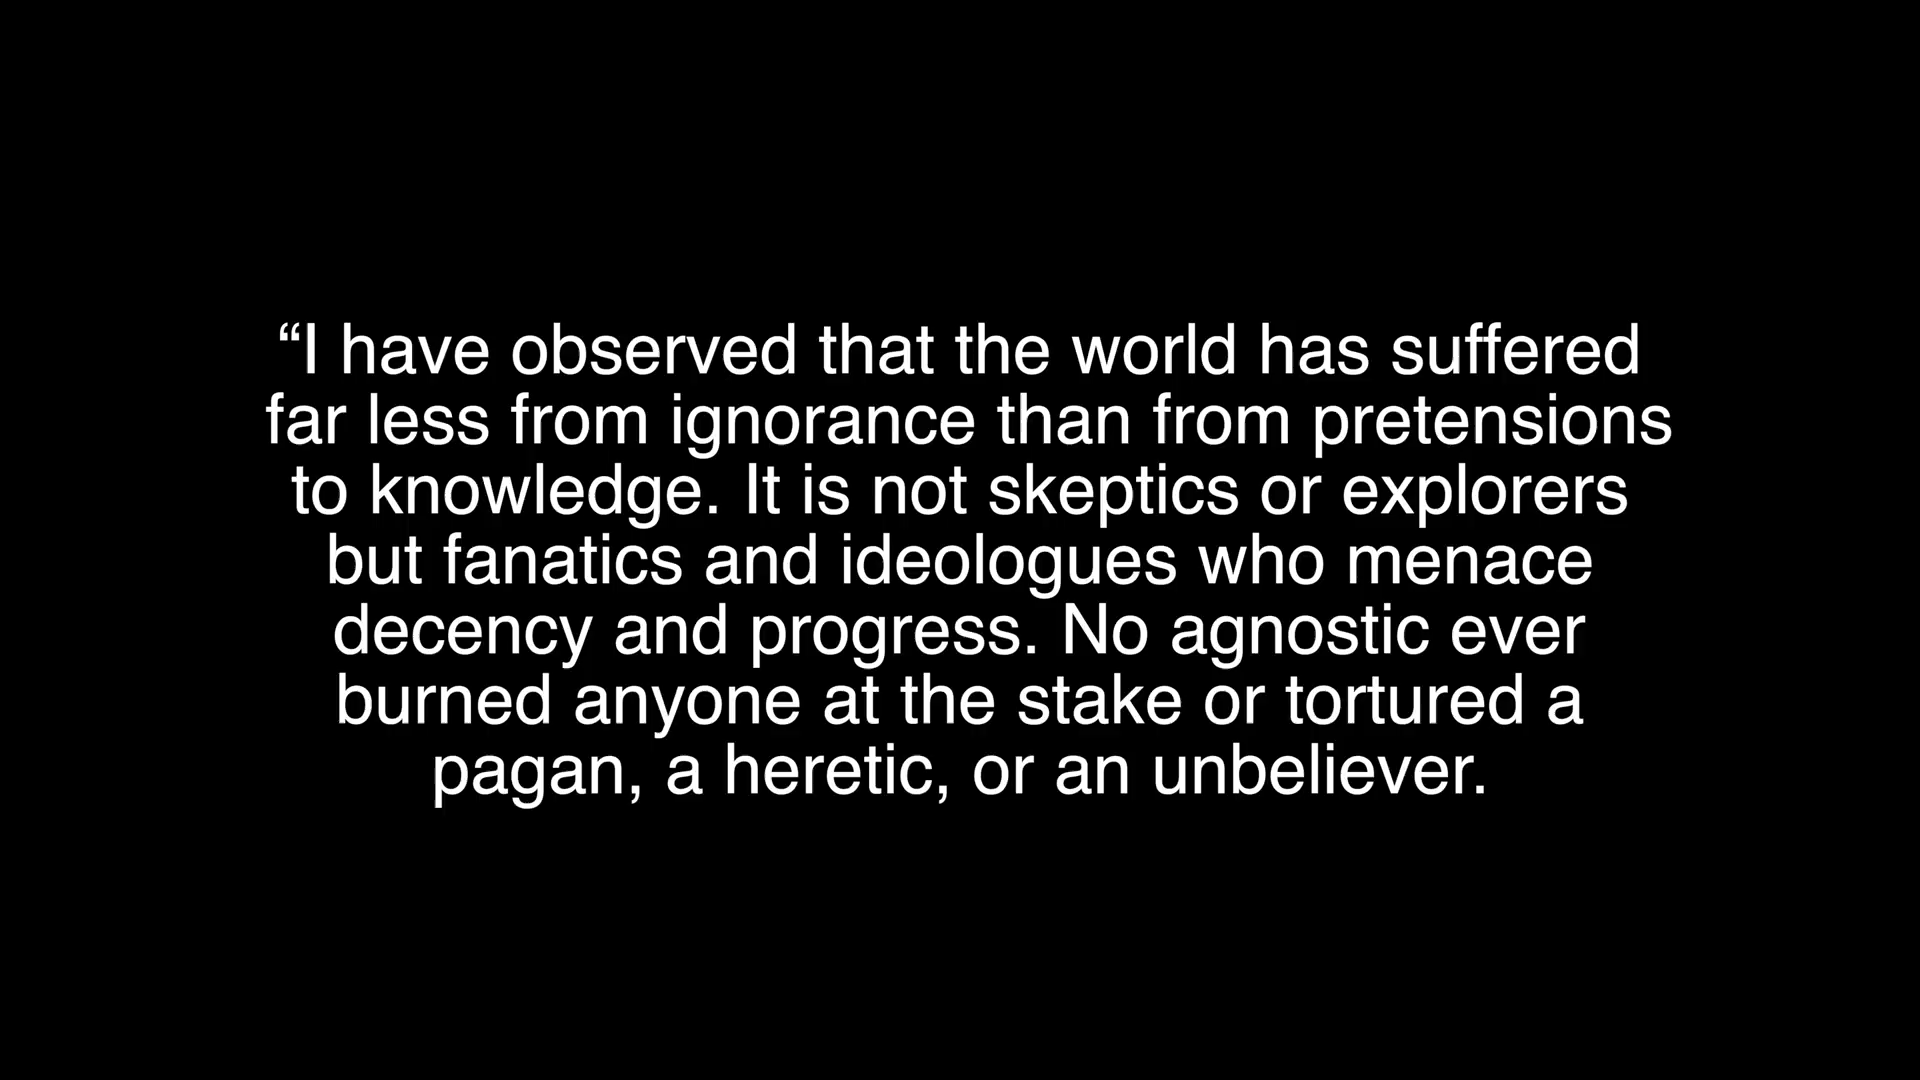 “I have observed that the world has suffered
far less from ignorance than from pretensions
to knowledge. It is not skeptics or explorers
but fanatics and ideologues who menace
decency and progress. No agnostic ever
burned anyone at the stake or tortured a
pagan, a heretic, or an unbeliever.